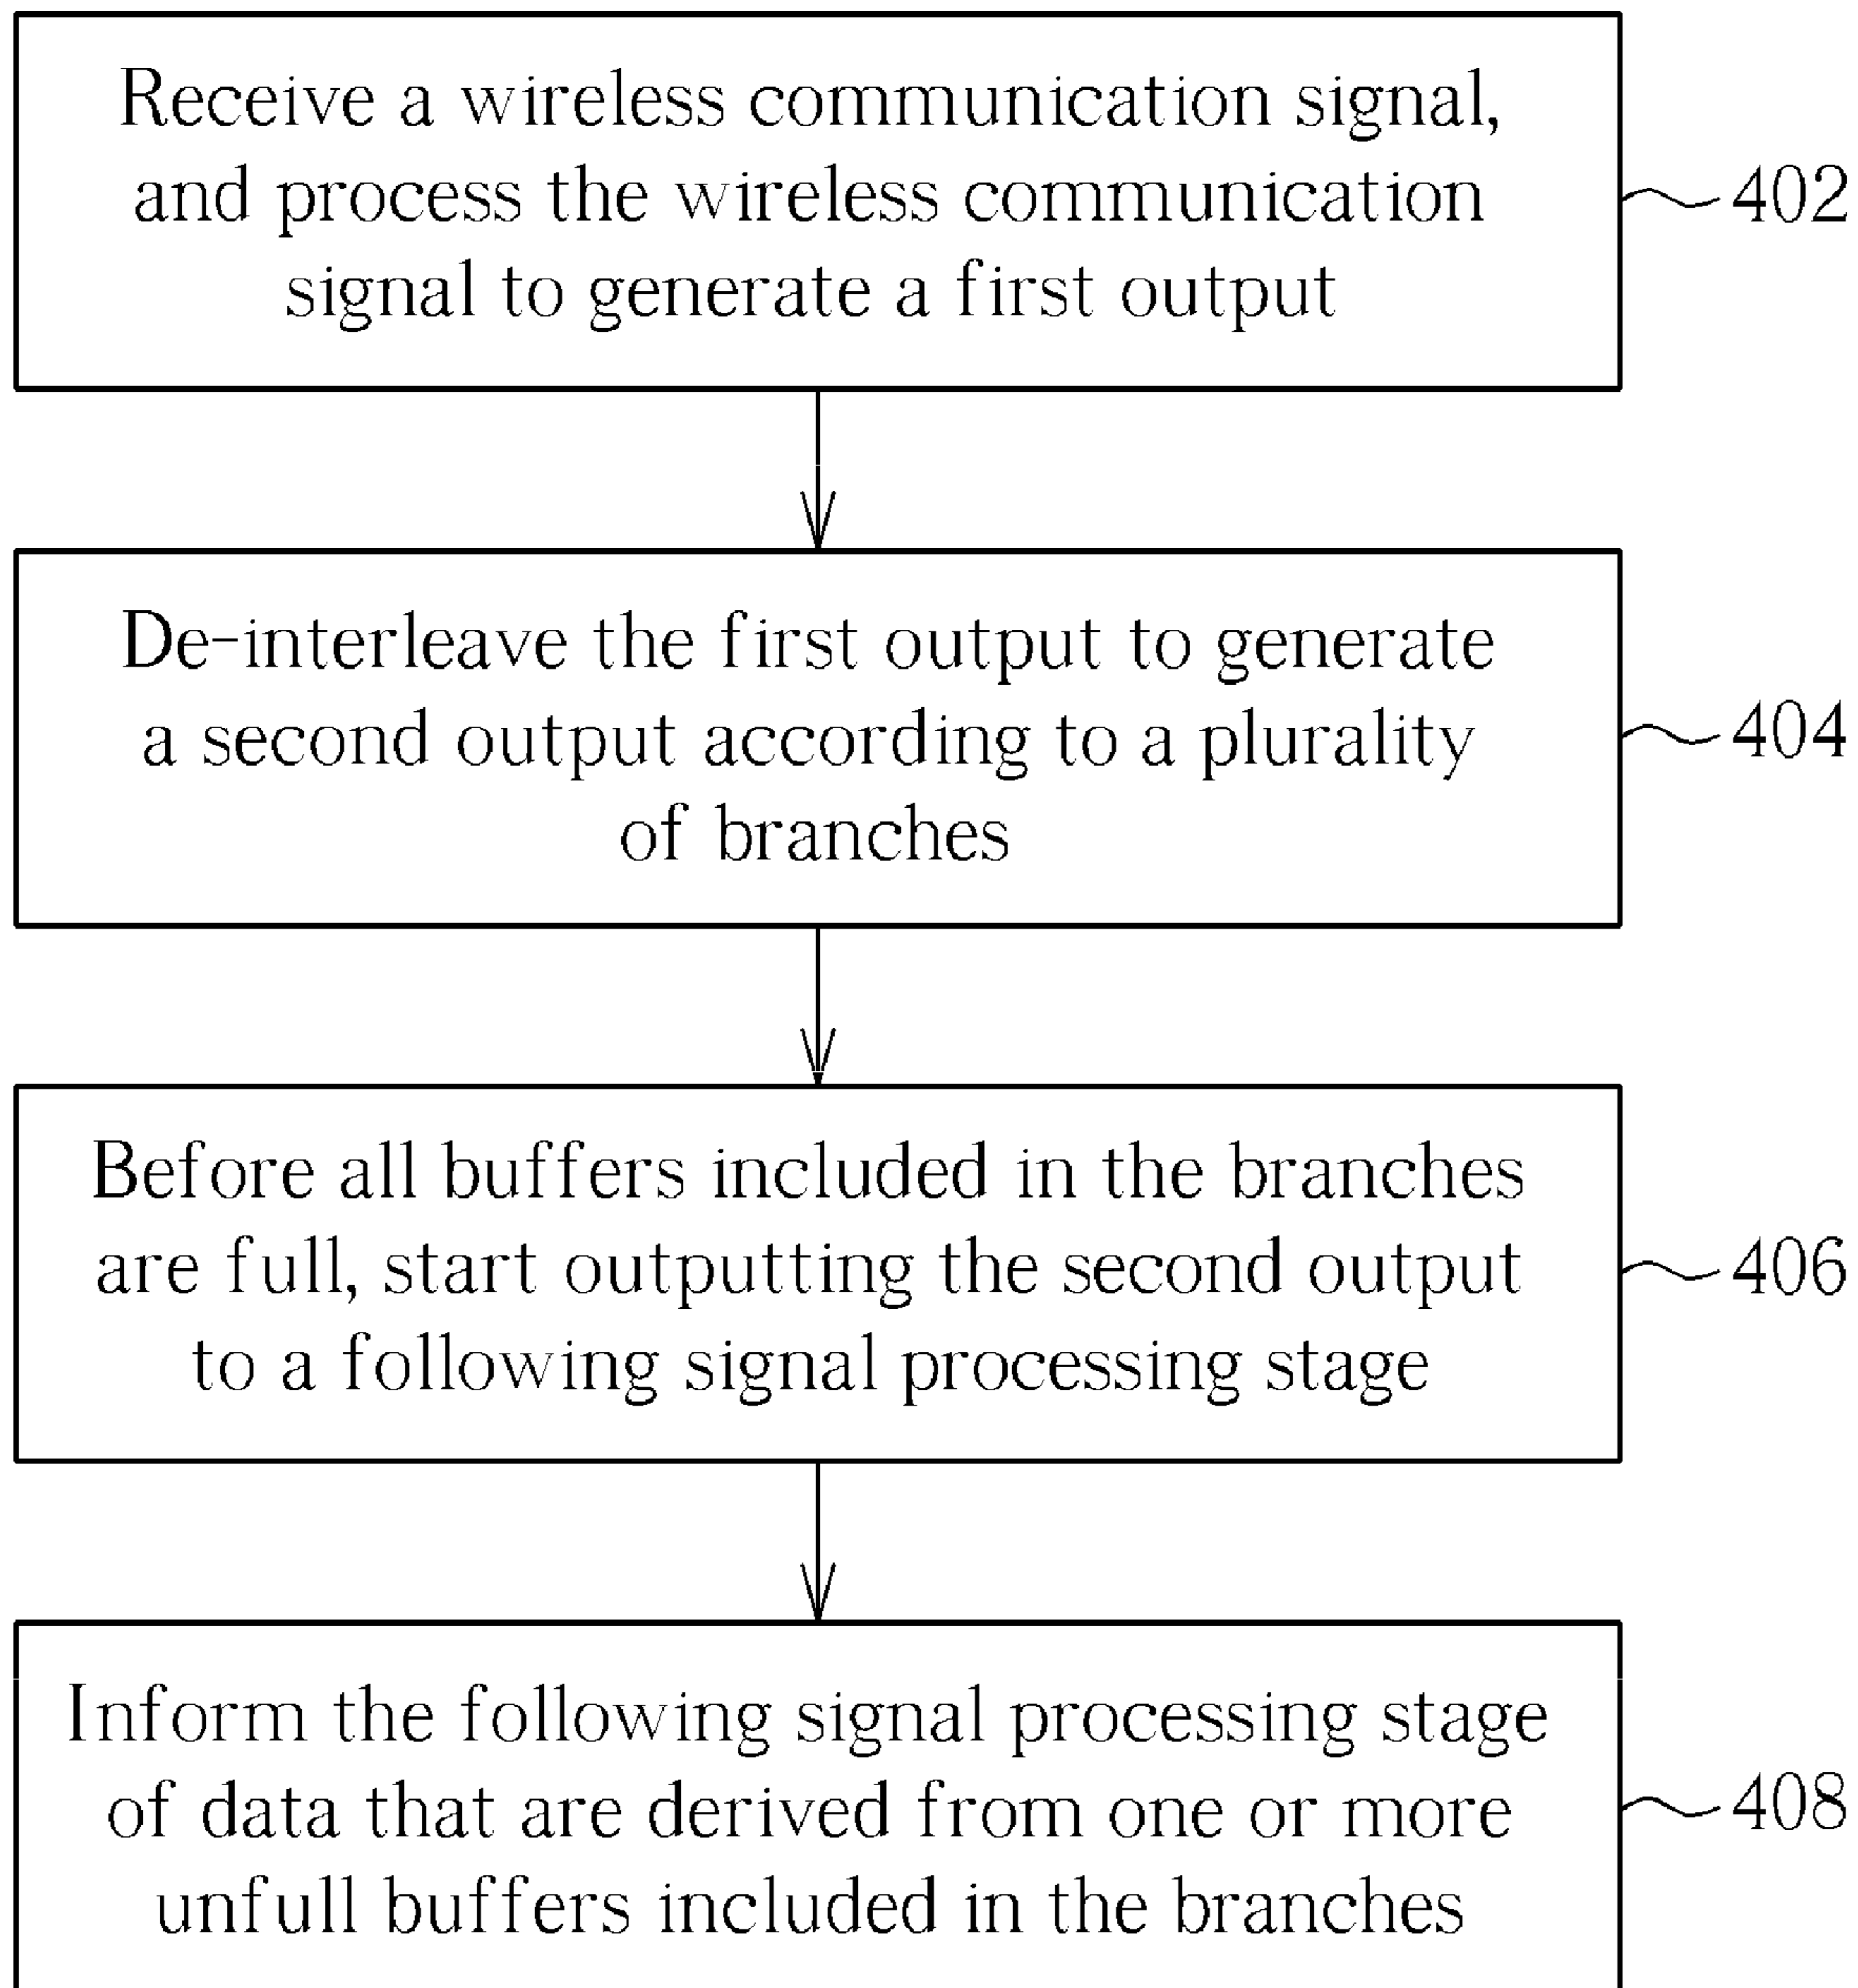 Receive a wireless communication signal,
and process the wireless communication
signal to generate a first output
402
De-interleave the first output to generate
a second output according to a plurality
of branches
404
Before all buffers included in the branches
are full, start outputting the second output
to a following signal processing stage
406
Inform the following signal processing stage
of data that are derived from one or more
unfull buffers included in the branches
408